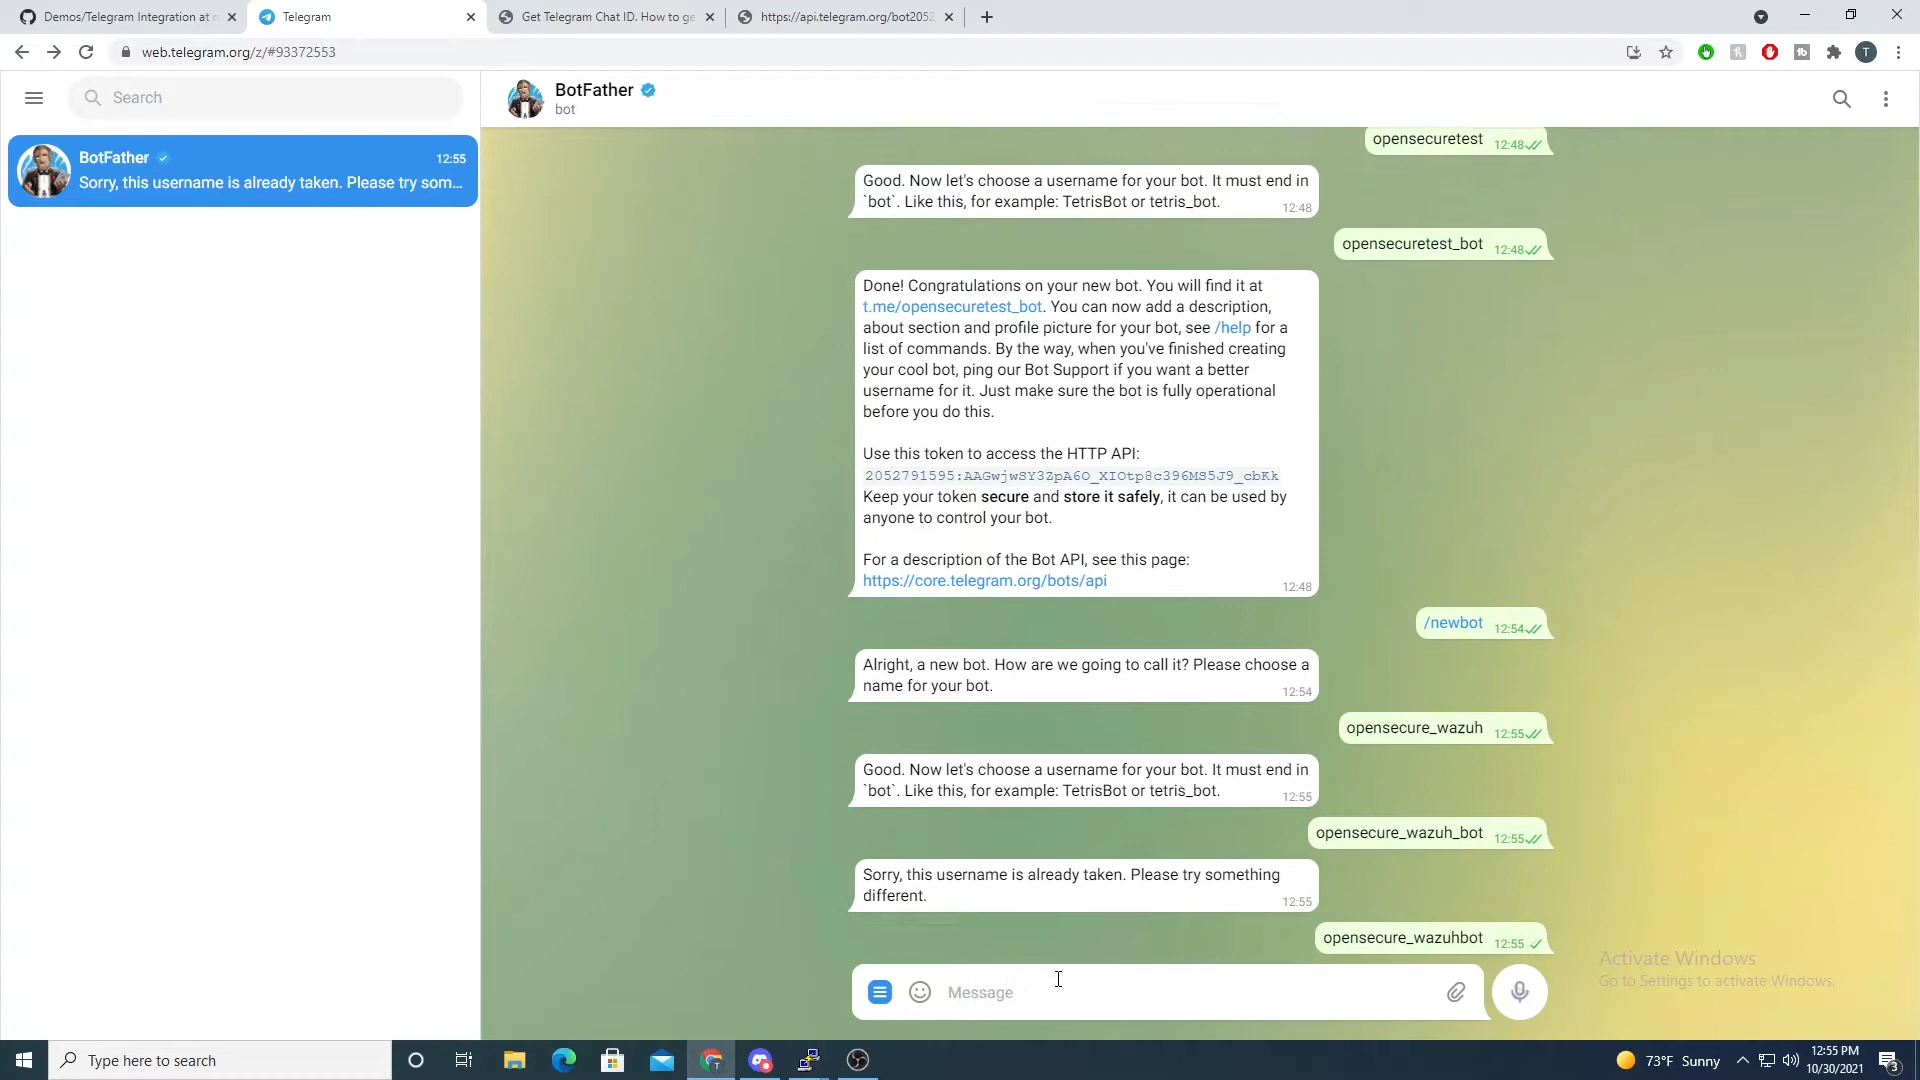 Demos/Telegram Integration at m
Telegram
Get Telegram Chat ID. How to ge
https://api.telegram.org/bot2052
web.telegram.org/z/#93372553
T
Search
BotFather
bot
BotFather 12:55
Sorry, this username is already taken. Please try som...
opensecuretest 12:48
Good. Now let's choose a username for your bot. It must end in
`bot`. Like this, for example: TetrisBot or tetris_bot. 12:48
opensecuretest_bot 12:48
Done! Congratulations on your new bot. You will find it at
t.me/opensecuretest_bot. You can now add a description,
about section and profile picture for your bot, see /help for a
list of commands. By the way, when you've finished creating
your cool bot, ping our Bot Support if you want a better
username for it. Just make sure the bot is fully operational
before you do this.
Use this token to access the HTTP API:
2052791595:AAGwjwSY3ZpA6O_XIOtp8c396MS5J9_cbKk
Keep your token secure and store it safely, it can be used by
anyone to control your bot.
For a description of the Bot API, see this page:
https://core.telegram.org/bots/api 12:48
/newbot 12:54
Alright, a new bot. How are we going to call it? Please choose a
name for your bot. 12:54
opensecure_wazuh 12:55
Good. Now let's choose a username for your bot. It must end in
`bot`. Like this, for example: TetrisBot or tetris_bot. 12:55
opensecure_wazuh_bot 12:55
Sorry, this username is already taken. Please try something
different. 12:55
opensecure_wazuhbot 12:55
Message
Activate Windows
Go to Settings to activate Windows.
Type here to search
73°F Sunny
12:55 PM
10/30/2021
3